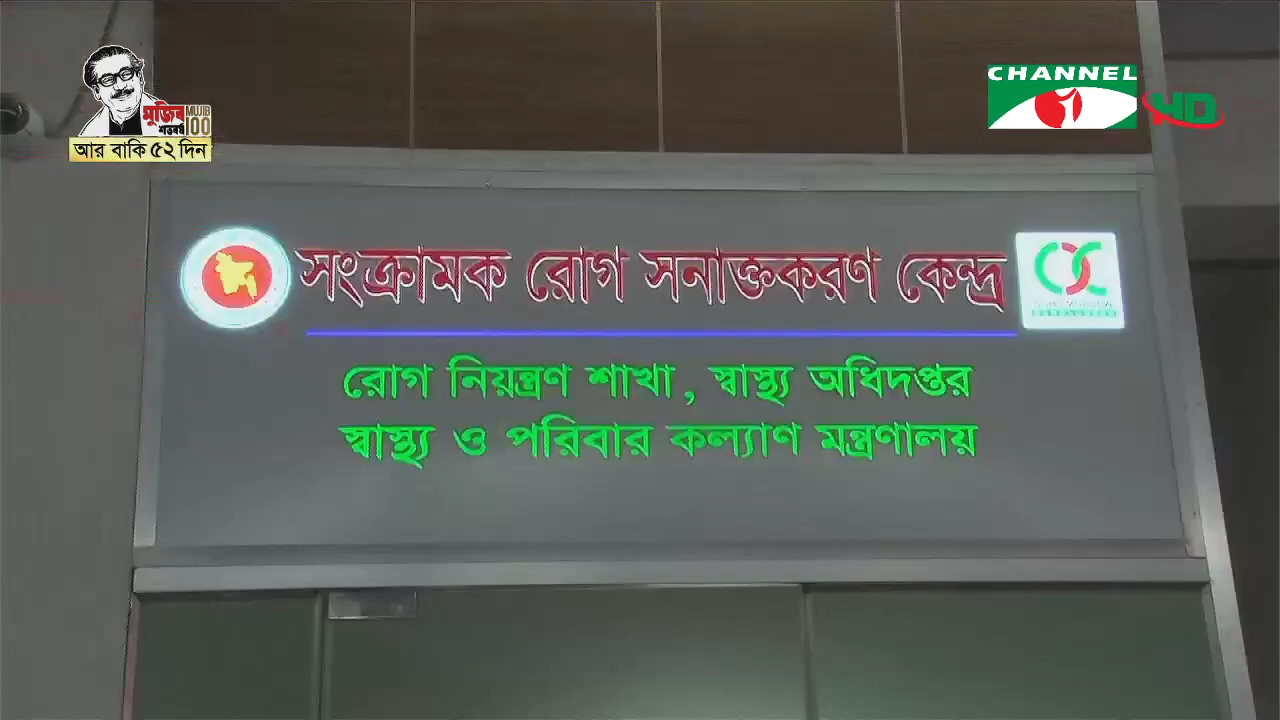 মুজিব MUJIB
শতবর্ষ 100
আর বাকি ৫২ দিন
CHANNEL
HD
সংক্রামক রোগ সনাক্তকরণ কেন্দ্র
রোগ নিয়ন্ত্রণ শাখা, স্বাস্থ্য অধিদপ্তর
স্বাস্থ্য ও পরিবার কল্যাণ মন্ত্রণালয়